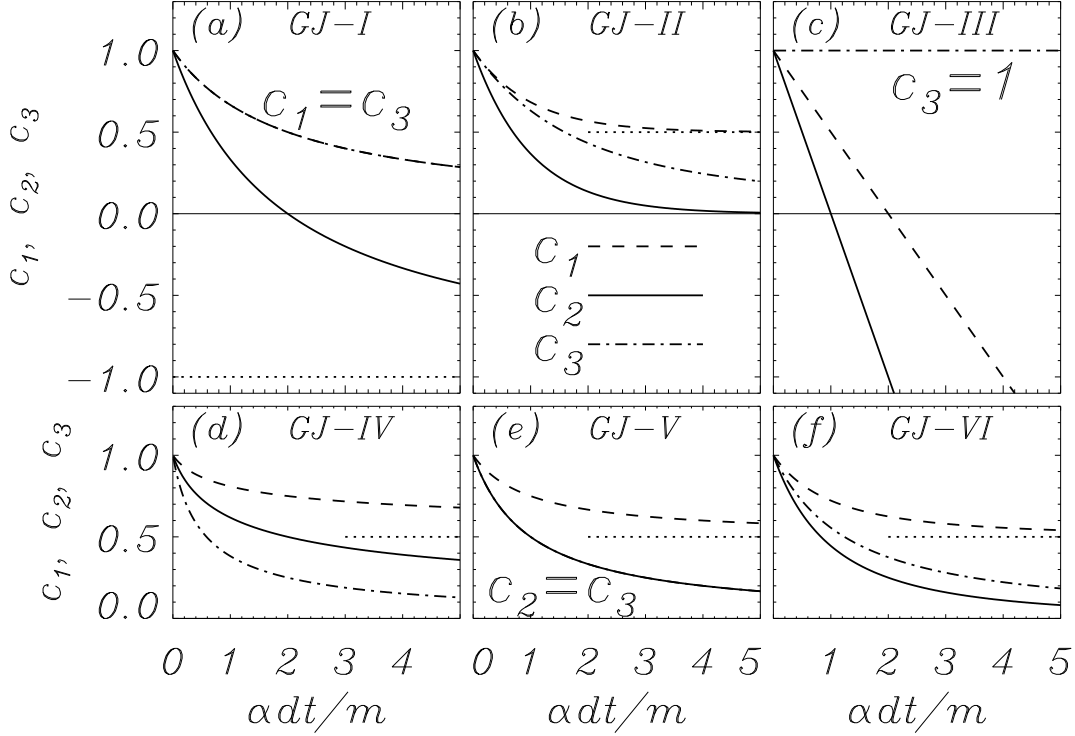 (a) GJ-I
(b) GJ-II
(c) GJ-III
c1, c2, c3
1.0
0.5
0.0
-0.5
-1.0
c1=c3
c1
c2
c3
c3=1
(d) GJ-IV
(e) GJ-V
(f) GJ-VI
c1, c2, c3
1.0
0.5
0.0
c2=c3
0 1 2 3 4
0 1 2 3 4 5
1 2 3 4 5
αdt/m
αdt/m
αdt/m